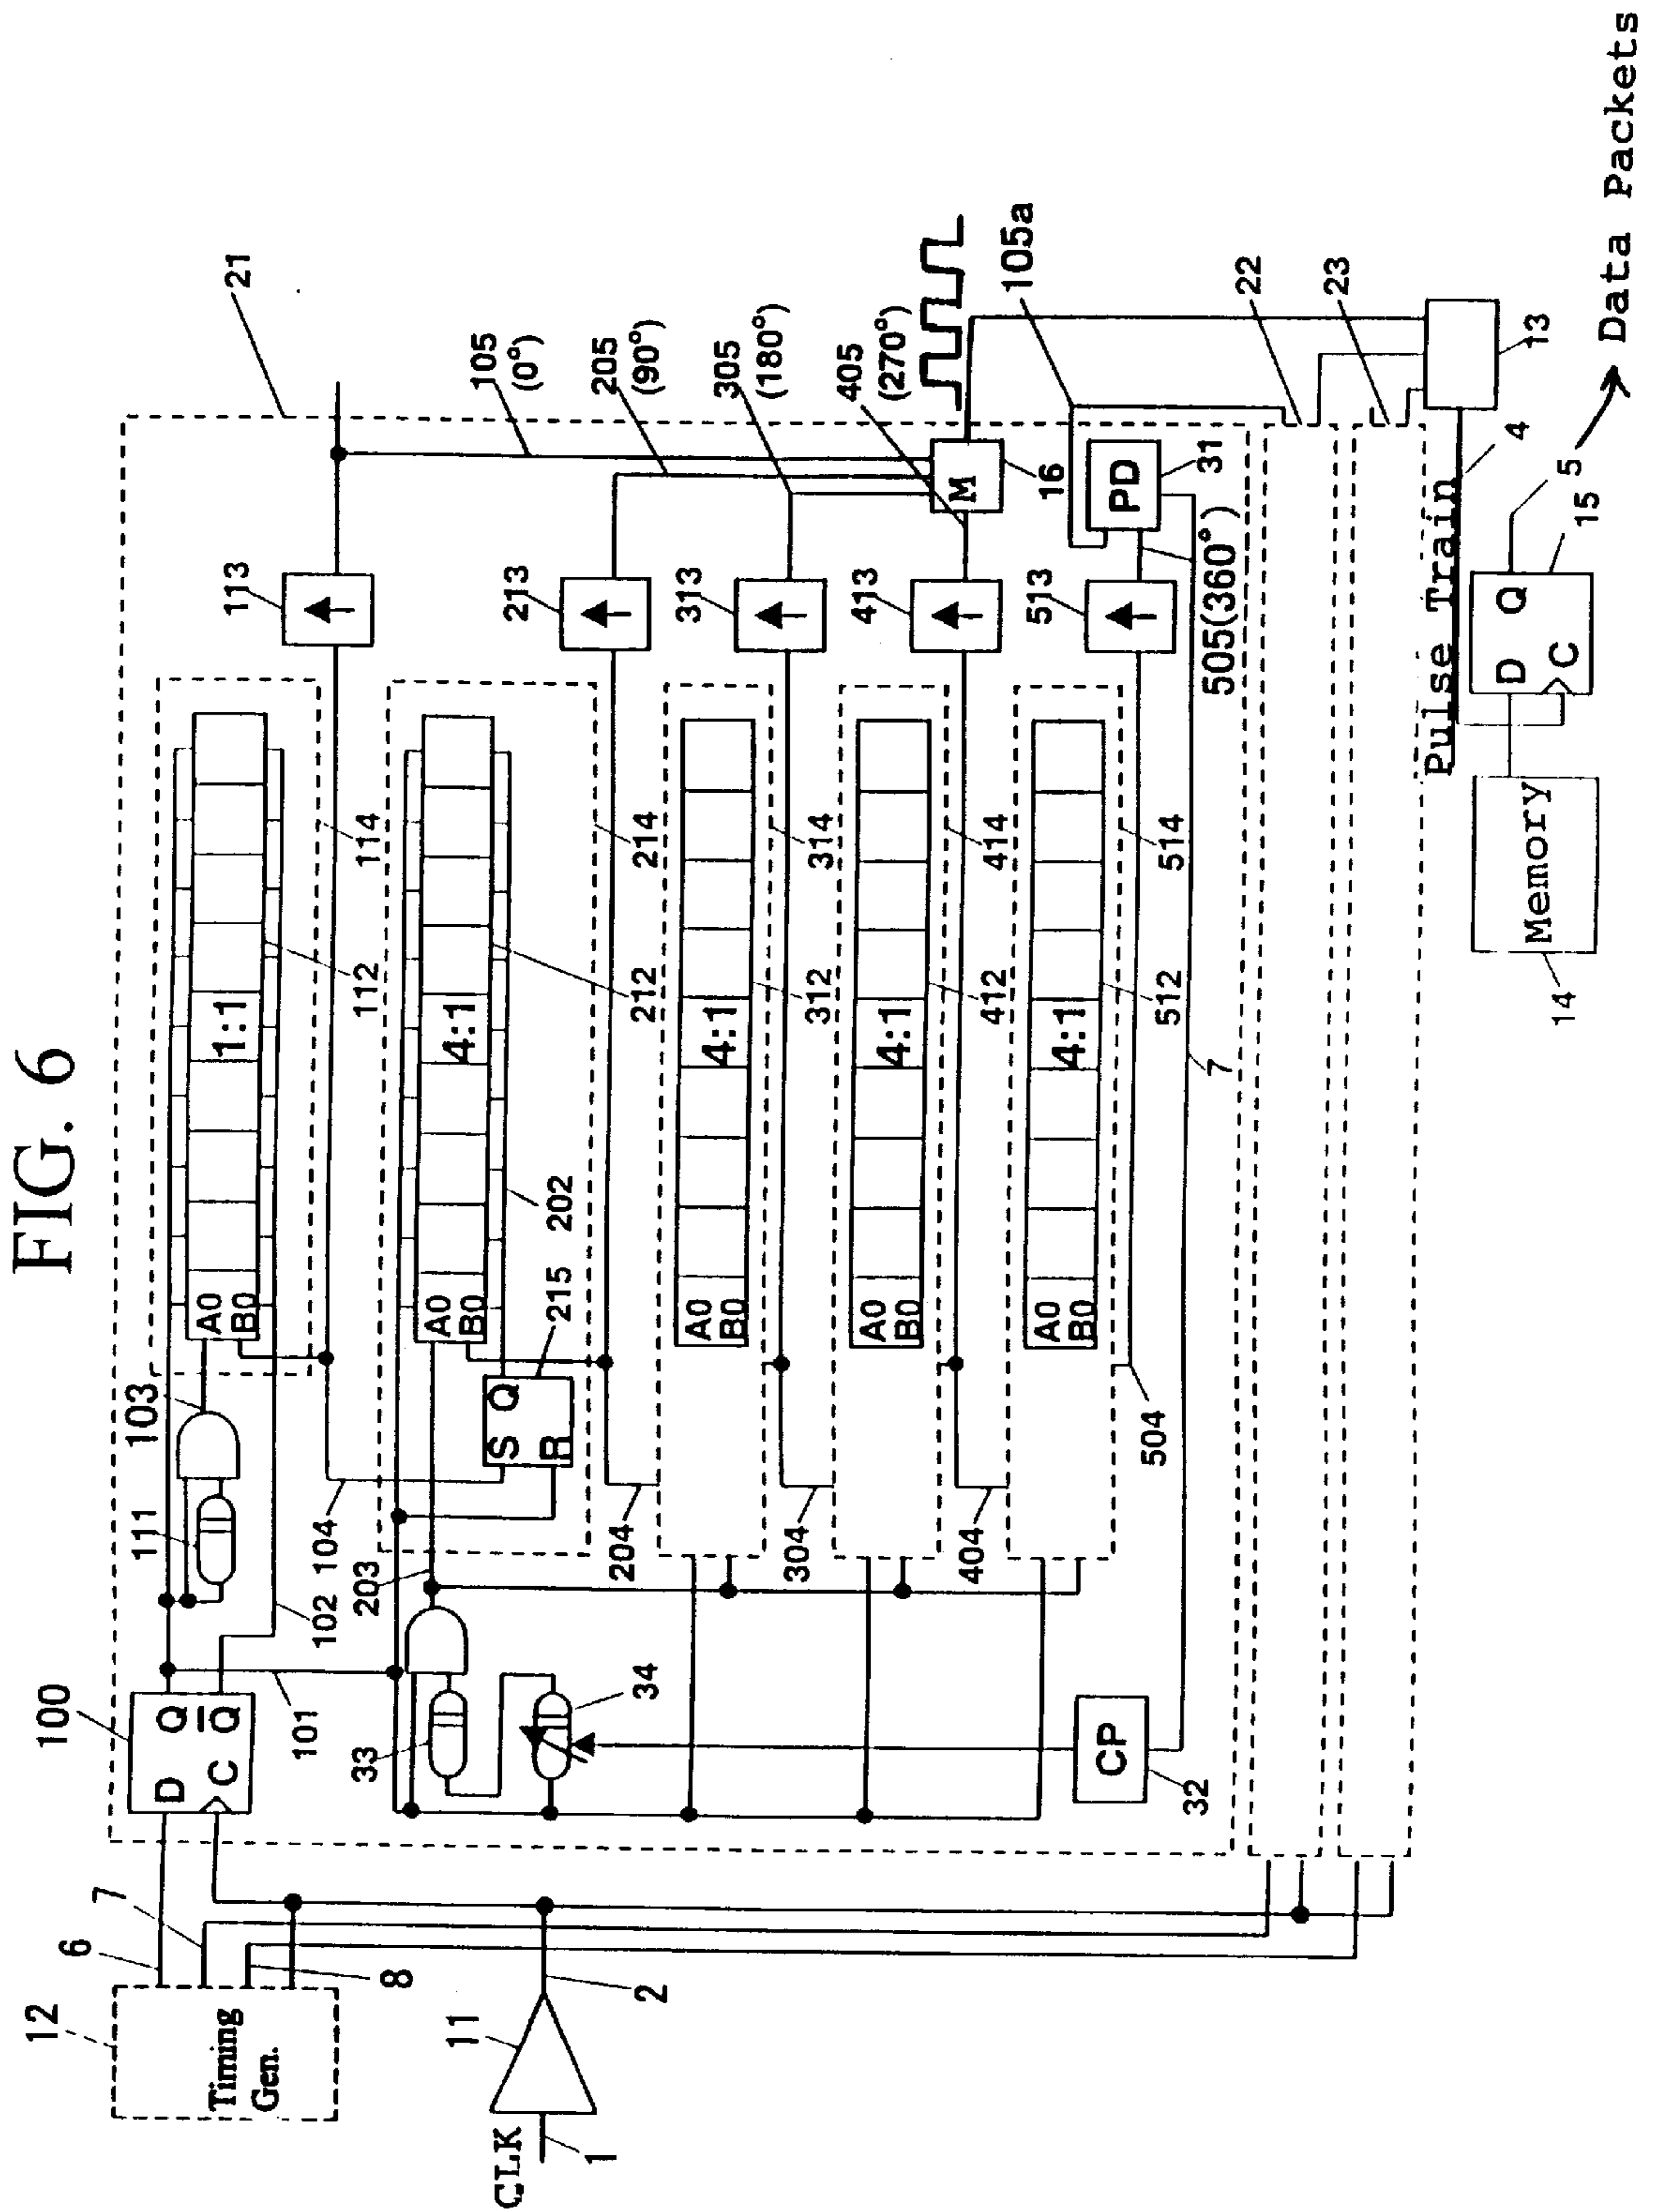 FIG. 6
12
Timing
Gen.
6
7
8
CLK
1
11
2
100
D
C
Q
Q
101
102
111
103
104
A0
B0
1:1
112
114
113
21
33
34
203
S
R
Q
215
202
A0
B0
4:1
212
214
213
204
A0
B0
4:1
312
314
313
304
A0
B0
4:1
412
414
413
404
A0
B0
4:1
512
514
513
504
CP
32
7
105
(0°)
205
(90°)
305
(180°)
405
(270°)
M
16
105a
PD
31
505(360°)
22
23
13
Pulse Train
4
Memory
14
D
Q
C
15
5
Data Packets